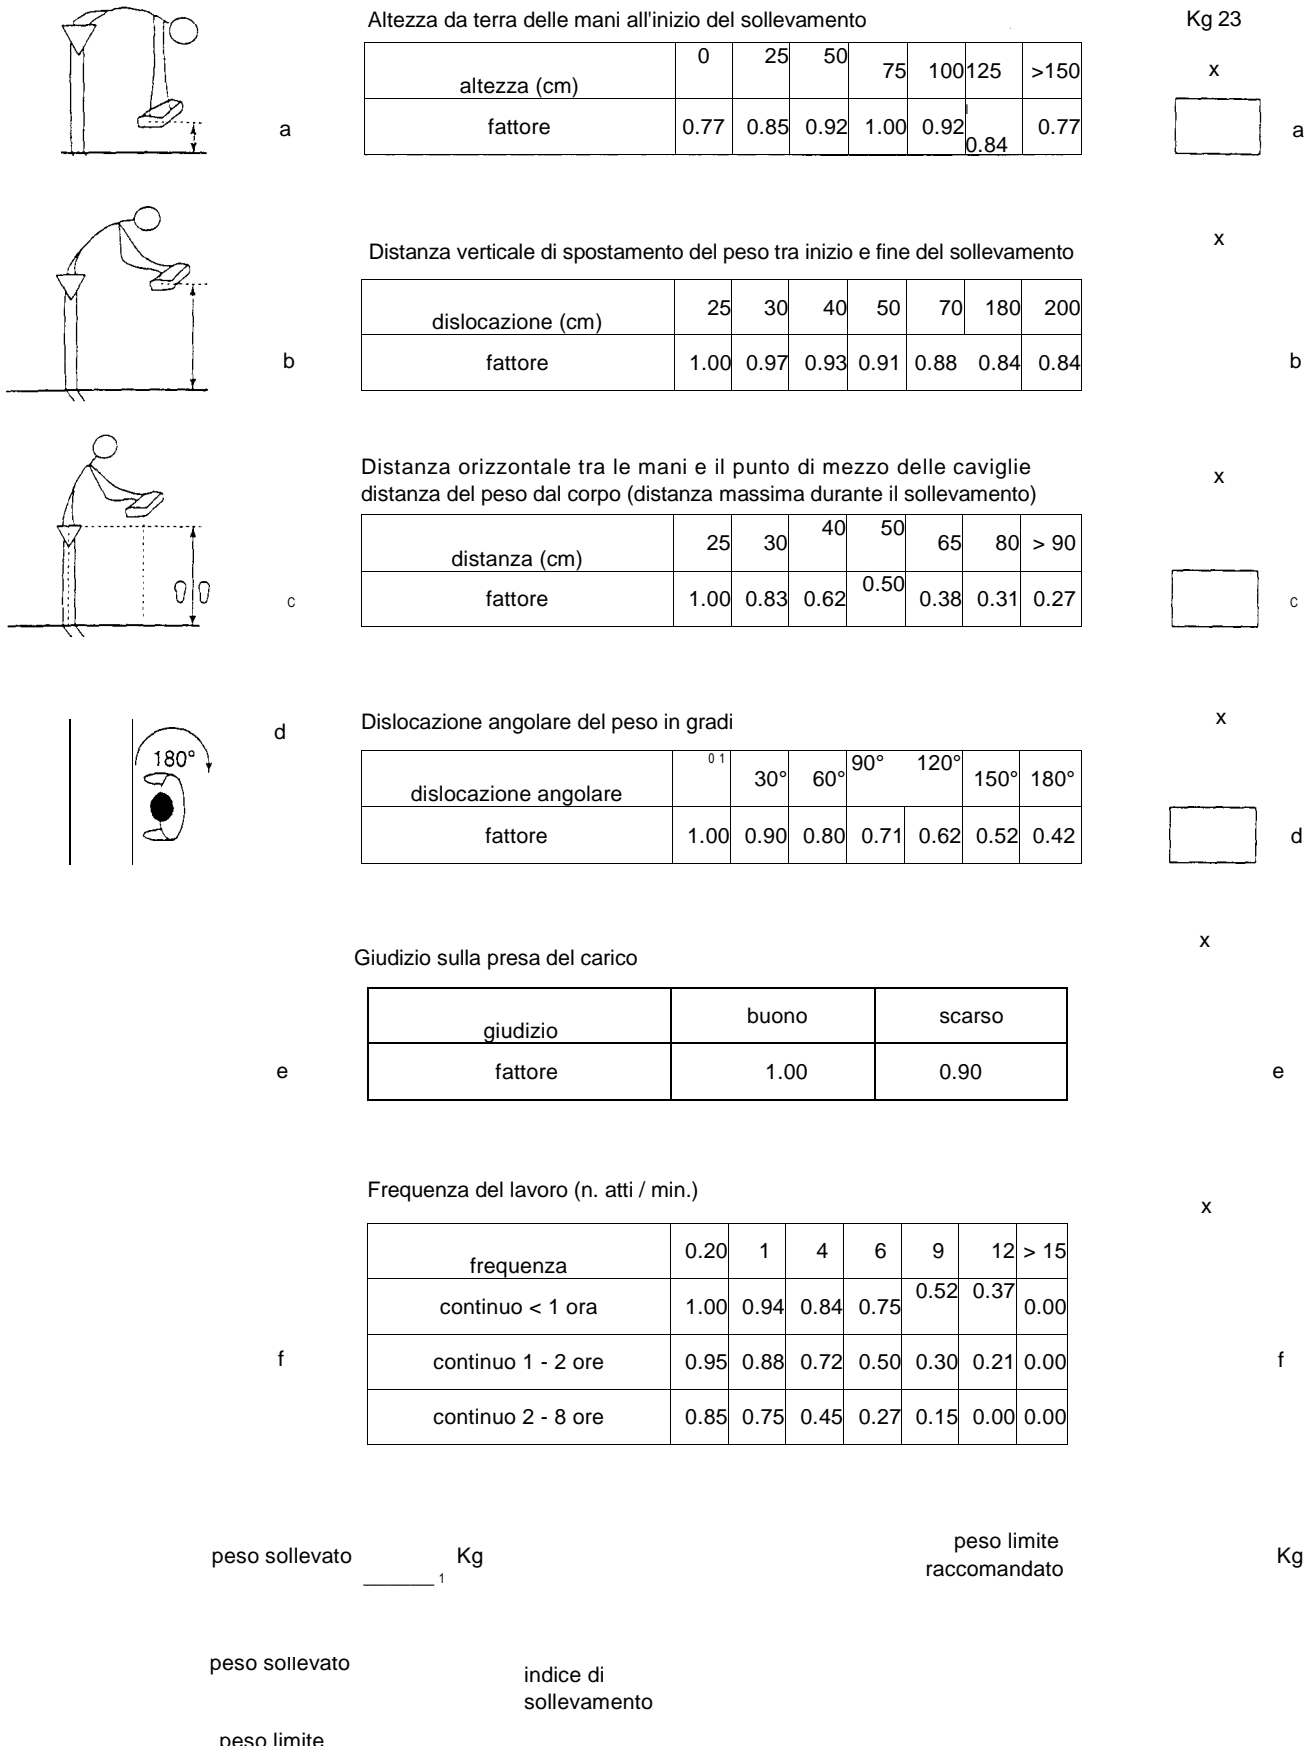 Altezza da terra delle mani all'inizio del sollevamento
Kg 23
altezza (cm) 0 25 50 75 100 125 >150
x
a fattore 0.77 0.85 0.92 1.00 0.92 0.84 0.77 a
Distanza verticale di spostamento del peso tra inizio e fine del sollevamento
x
dislocazione (cm) 25 30 40 50 70 180 200
b fattore 1.00 0.97 0.93 0.91 0.88 0.84 0.84 b
Distanza orizzontale tra le mani e il punto di mezzo delle caviglie
distanza del peso dal corpo (distanza massima durante il sollevamento)
x
distanza (cm) 25 30 40 50 65 80 > 90
c fattore 1.00 0.83 0.62 0.50 0.38 0.31 0.27 c
d Dislocazione angolare del peso in gradi
x
180°
dislocazione angolare 0 1 30° 60° 90° 120° 150° 180°
fattore 1.00 0.90 0.80 0.71 0.62 0.52 0.42 d
Giudizio sulla presa del carico
x
giudizio buono scarso
e fattore 1.00 0.90 e
Frequenza del lavoro (n. atti / min.)
x
frequenza 0.20 1 4 6 9 12 > 15
continuo < 1 ora 1.00 0.94 0.84 0.75 0.52 0.37 0.00
f continuo 1 - 2 ore 0.95 0.88 0.72 0.50 0.30 0.21 0.00 f
continuo 2 - 8 ore 0.85 0.75 0.45 0.27 0.15 0.00 0.00
peso sollevato ______ 1 Kg
peso limite
raccomandato
Kg
peso sollevato
indice di
sollevamento
peso limite